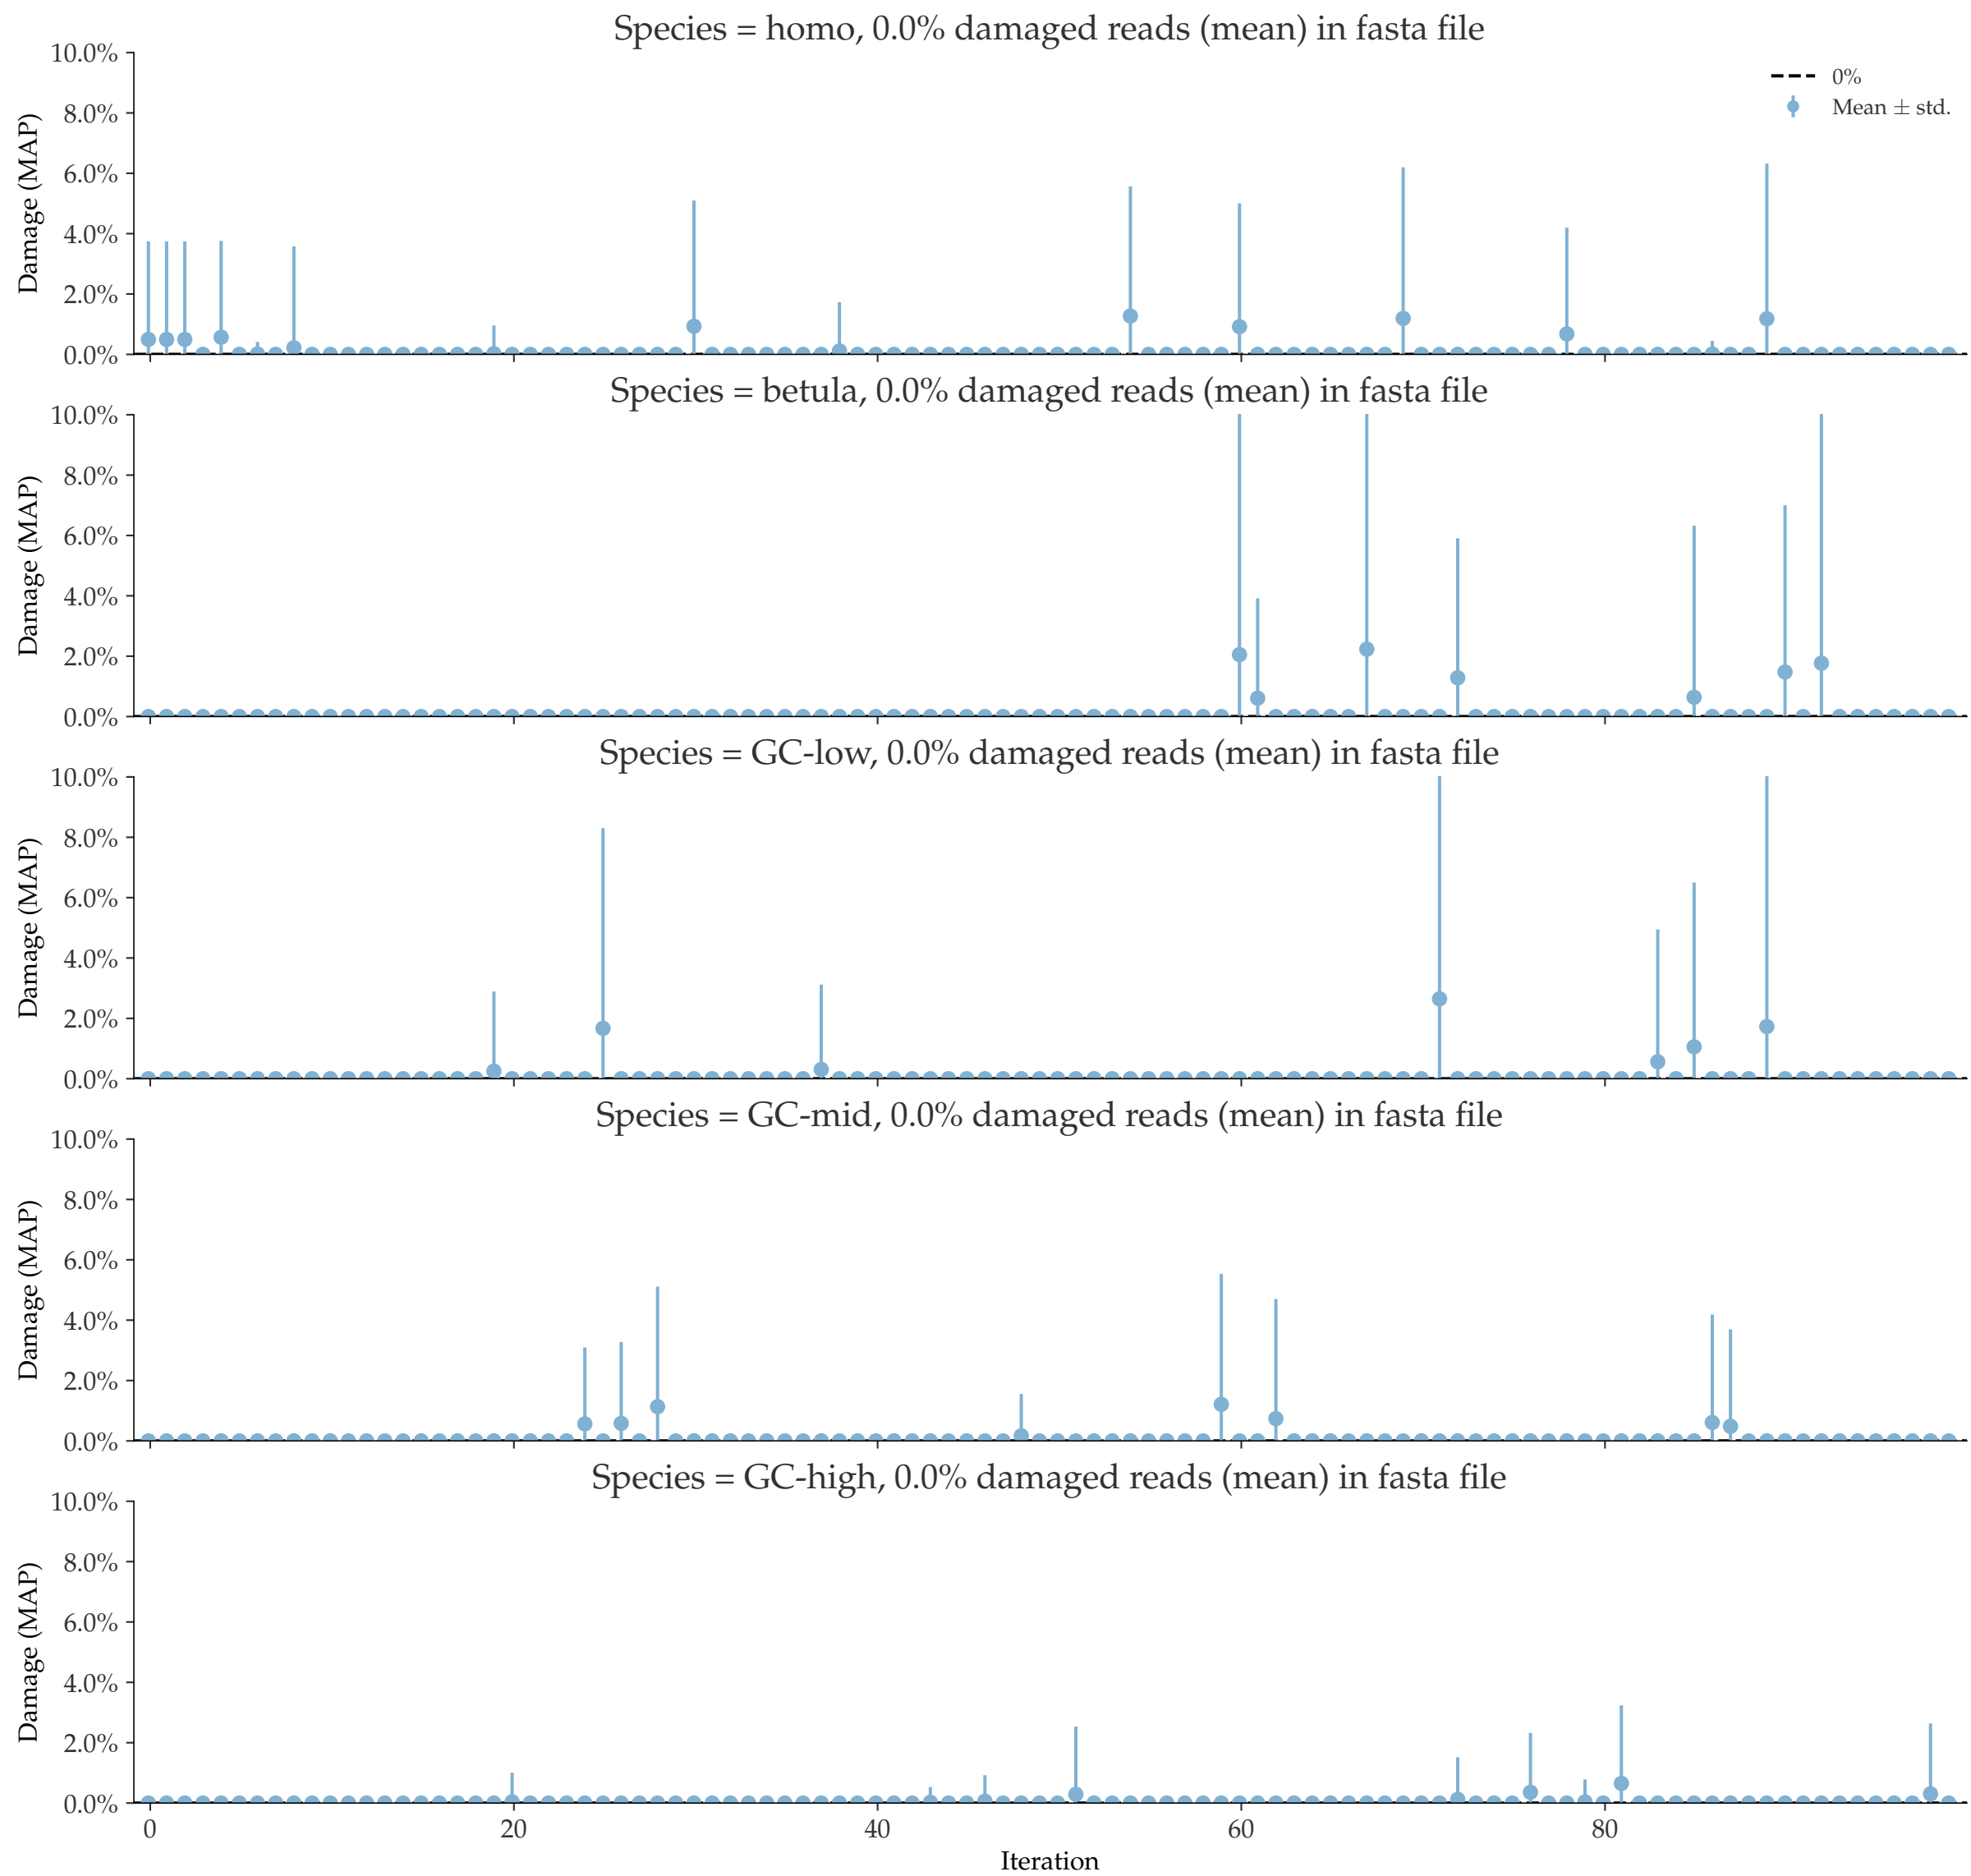 Species = homo, 0.0% damaged reads (mean) in fasta file
10.0%
8.0%
6.0%
4.0%
2.0%
0.0%
Damage (MAP)
0%
Mean ± std.
Species = betula, 0.0% damaged reads (mean) in fasta file
10.0%
8.0%
6.0%
4.0%
2.0%
0.0%
Damage (MAP)
Species = GC-low, 0.0% damaged reads (mean) in fasta file
10.0%
8.0%
6.0%
4.0%
2.0%
0.0%
Damage (MAP)
Species = GC-mid, 0.0% damaged reads (mean) in fasta file
10.0%
8.0%
6.0%
4.0%
2.0%
0.0%
Damage (MAP)
Species = GC-high, 0.0% damaged reads (mean) in fasta file
10.0%
8.0%
6.0%
4.0%
2.0%
0.0%
Damage (MAP)
0 20 40 60 80
Iteration